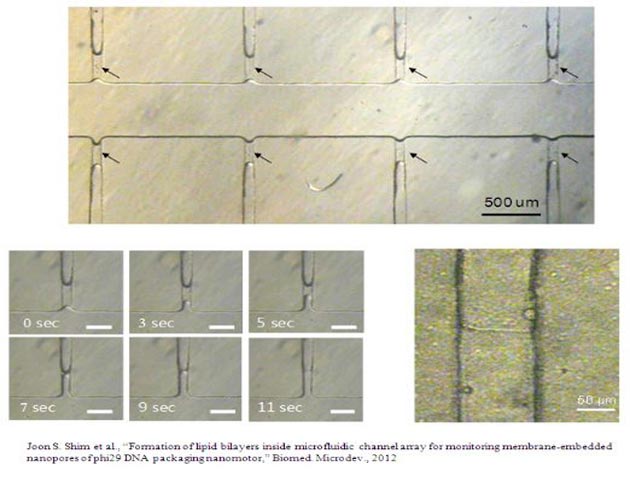 500 um
0 sec
3 sec
5 sec
7 sec
9 sec
11 sec
50 μm
Joon S. Shim et al., “Formation of lipid bilayers inside microfluidic channel array for monitoring membrane-embedded
nanopores of phi29 DNA packaging nanomotor,” Biomed. Microdev., 2012